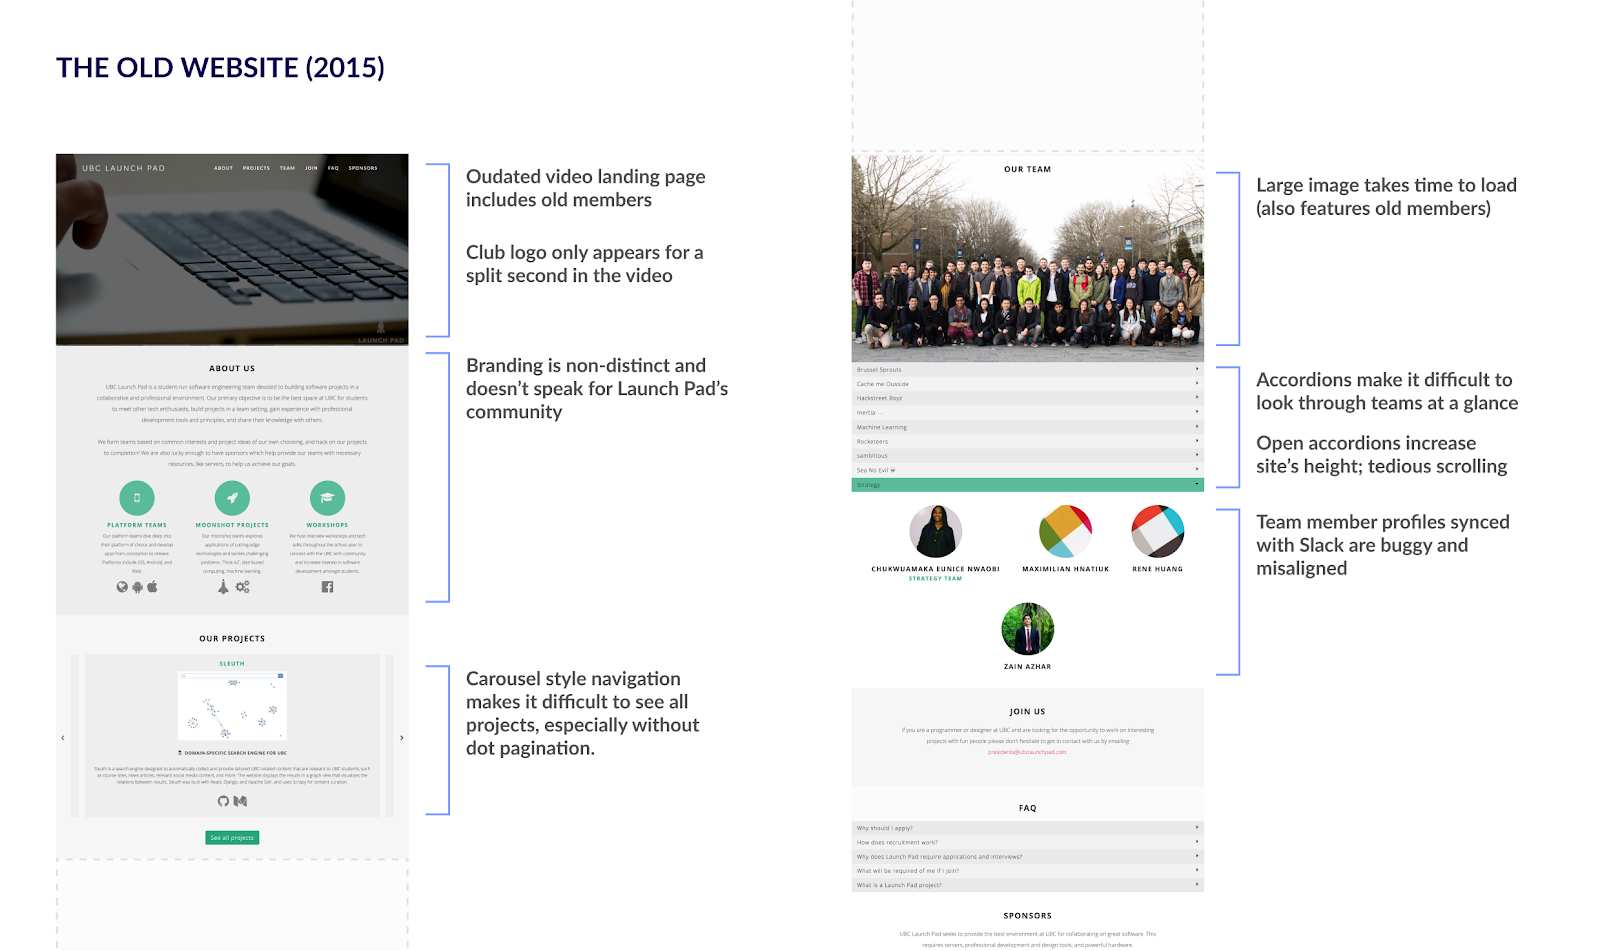 THE OLD WEBSITE (2015)
UBC LAUNCH PAD
ABOUT PROJECTS TEAM JOIN FAQ SPONSORS
LAUNCH PAD
Oudated video landing page
includes old members
Club logo only appears for a
split second in the video
ABOUT US
UBC Launch Pad is a student-run software engineering team devoted to building software projects in a
collaborative and professional environment. Our primary objective is to be the best space at UBC for students
to meet other tech enthusiasts, build projects in a team setting, gain experience with professional
development tools and principles, and share their knowledge with others.
We form teams based on common interests and project ideas of our own choosing, and hack on our projects
to completion! We are also lucky enough to have sponsors which help provide our teams with necessary
resources, like servers, to help us achieve our goals.
PLATFORM TEAMS
Our platform teams dive deep into
their platform of choice and develop
apps from conception to release.
Platforms include iOS, Android, and
Web.
MOONSHOT PROJECTS
Our moonshot teams explore
applications of cutting edge
technologies and tackles challenging
problems. Think IoT, distributed
computing, machine learning.
WORKSHOPS
We host interview workshops and tech
talks throughout the school year to
connect with the UBC tech community
and increase interest in software
development amongst students.
Branding is non-distinct and
doesn't speak for Launch Pad's
community
OUR PROJECTS
SLEUTH
DOMAIN-SPECIFIC SEARCH ENGINE FOR UBC
Sleuth is a search engine designed to automatically collect and provide tailored UBC-related content that are relevant to UBC students, such
as course sites, news articles, relevant social media content, and more. The website displays the results in a graph view that visualizes the
relations between results. Sleuth was built with React, Django, and Apache Solr, and uses Scrapy for content curation.
See all projects
Carousel style navigation
makes it difficult to see all
projects, especially without
dot pagination.
OUR TEAM
Large image takes time to load
(also features old members)
Brussel Sprouts
Cache me Ousside
Hackstreet Boyz
Inertia
Machine Learning
Rocketeers
sambitious
Sea No Evil
Strategy
Accordions make it difficult to
look through teams at a glance
Open accordions increase
site's height; tedious scrolling
CHUKWUAMAKA EUNICE NWAOBI
STRATEGY TEAM
MAXIMILIAN HNATIUK
RENE HUANG
ZAIN AZHAR
Team member profiles synced
with Slack are buggy and
misaligned
JOIN US
If you are a programmer or designer at UBC and are looking for the opportunity to work on interesting
projects with fun people please don't hesitate to get in contact with us by emailing
presidents@ubclaunchpad.com.
FAQ
Why should I apply?
How does recruitment work?
Why does Launch Pad require applications and interviews?
What will be required of me if I join?
What is a Launch Pad project?
SPONSORS
UBC Launch Pad seeks to provide the best environment at UBC for collaborating on great software. This
requires servers, professional development and design tools, and powerful hardware.